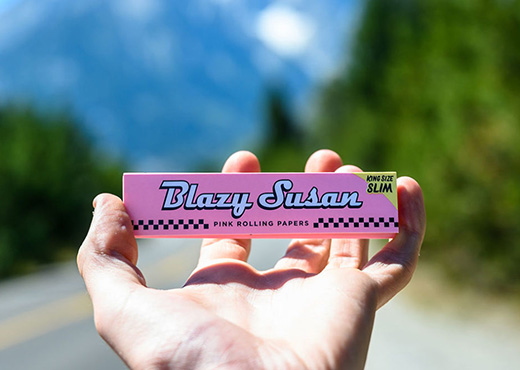 Blazy Susan
KING SIZE
SLIM
PINK ROLLING PAPERS